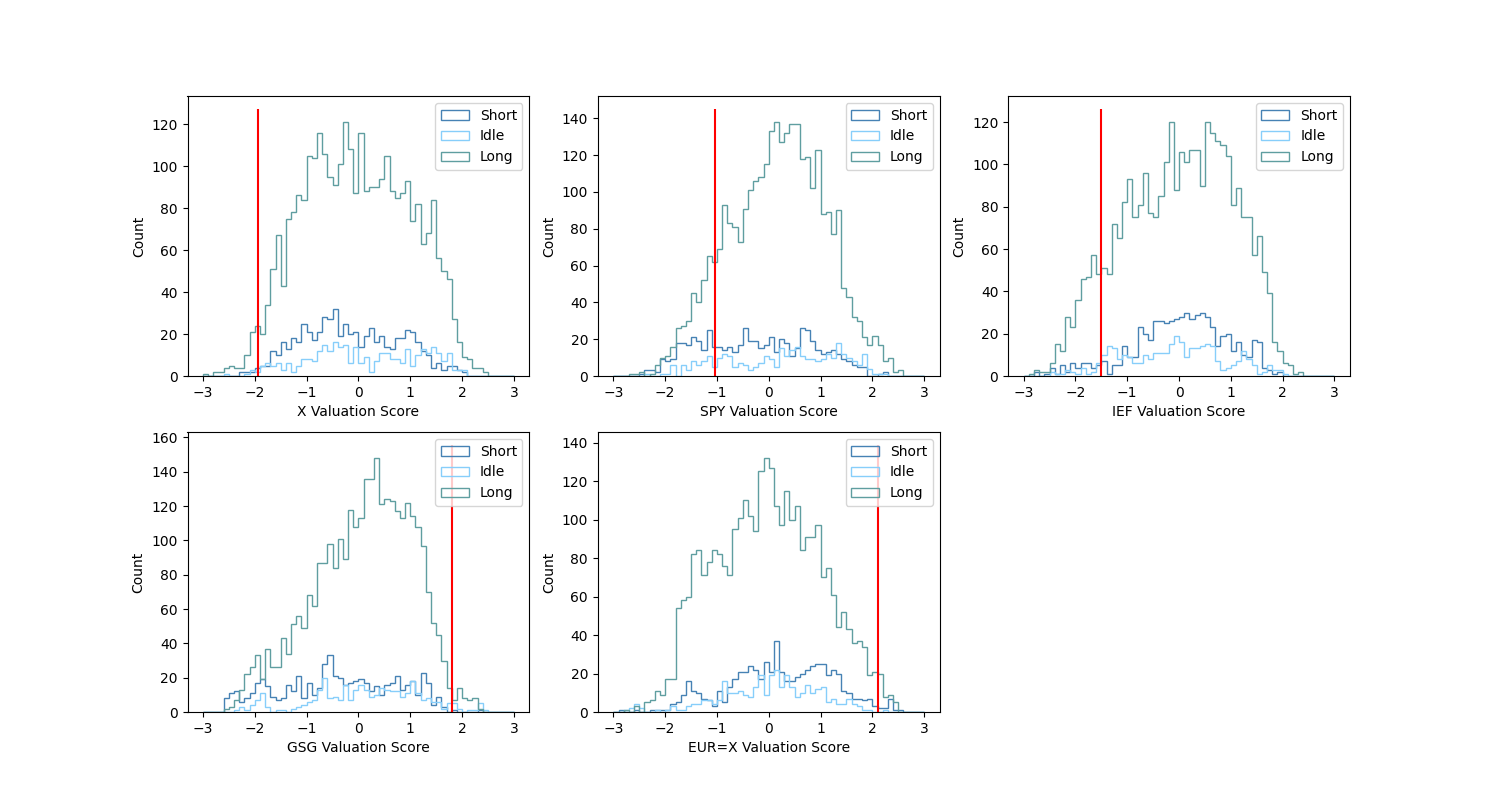 Short
Idle
Long
Count
0
20
40
60
80
100
120
−3 −2 −1 0 1 2 3
X Valuation Score
Short
Idle
Long
Count
0
20
40
60
80
100
120
140
−3 −2 −1 0 1 2 3
SPY Valuation Score
Short
Idle
Long
Count
0
20
40
60
80
100
120
−3 −2 −1 0 1 2 3
IEF Valuation Score
Short
Idle
Long
Count
0
20
40
60
80
100
120
140
160
−3 −2 −1 0 1 2 3
GSG Valuation Score
Short
Idle
Long
Count
0
20
40
60
80
100
120
140
−3 −2 −1 0 1 2 3
EUR=X Valuation Score